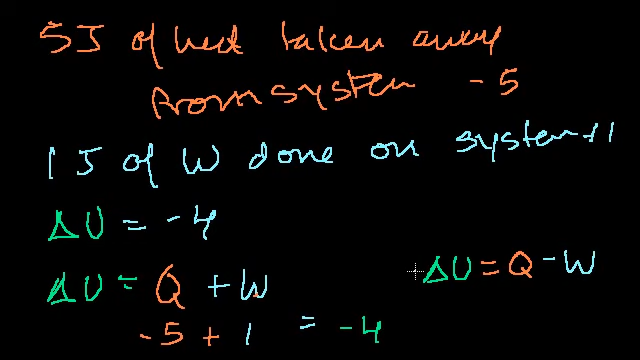 5J of heat taken away
from system -5
1 J of W done on system +1
ΔU = -4
ΔU = Q + W
ΔU = Q - W
-5 + 1 = -4